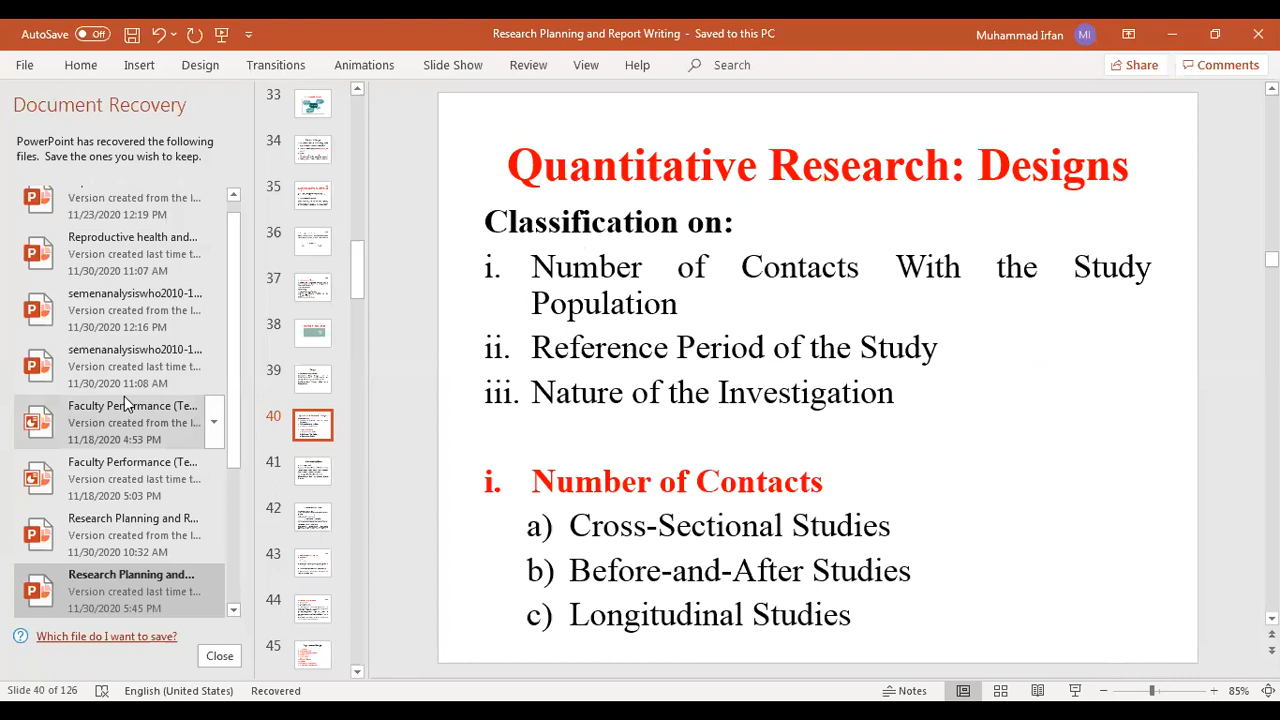 AutoSave Off
Research Planning and Report Writing - Saved to this PC
Muhammad Irfan MI
File Home Insert Design Transitions Animations Slide Show Review View Help Search Share Comments
Document Recovery
PowerPoint has recovered the following
files. Save the ones you wish to keep.
Version created from the l...
11/23/2020 12:19 PM
Reproductive health and...
Version created last time t...
11/30/2020 11:07 AM
semenanalysiswho2010-1...
Version created from the l...
11/30/2020 12:16 PM
semenanalysiswho2010-1...
Version created last time t...
11/30/2020 11:08 AM
Faculty Performance (Te...
Version created from the l...
11/18/2020 4:53 PM
Faculty Performance (Te...
Version created last time t...
11/18/2020 5:03 PM
Research Planning and R...
Version created from the l...
11/30/2020 10:32 AM
Research Planning and...
Version created last time t...
11/30/2020 5:45 PM
Which file do I want to save?
Close
33
34
35
36
37
38
39
40
41
42
43
44
45
Quantitative Research: Designs
Classification on:
i. Number of Contacts With the Study
Population
ii. Reference Period of the Study
iii. Nature of the Investigation
i. Number of Contacts
a) Cross-Sectional Studies
b) Before-and-After Studies
c) Longitudinal Studies
Slide 40 of 126 English (United States) Recovered Notes 85%